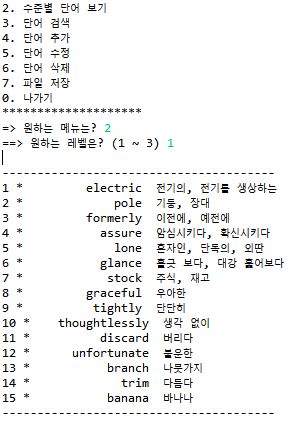 2. 수준별 단어 보기
3. 단어 검색
4. 단어 추가
5. 단어 수정
6. 단어 삭제
7. 파일 저장
0. 나가기
********************
=> 원하는 메뉴는? 2
==> 원하는 레벨은? (1 ~ 3) 1
----------------------------------------
1 * electric 전기의, 전기를 생상하는
2 * pole 기둥, 장대
3 * formerly 이전에, 예전에
4 * assure 암심시키다, 확신시키다
5 * lone 혼자인, 단독의, 외딴
6 * glance 흘긋 보다, 대강 훑어보다
7 * stock 주식, 재고
8 * graceful 우아한
9 * tightly 단단히
10 * thoughtlessly 생각 없이
11 * discard 버리다
12 * unfortunate 불운한
13 * branch 나뭇가지
14 * trim 다듬다
15 * banana 바나나
----------------------------------------